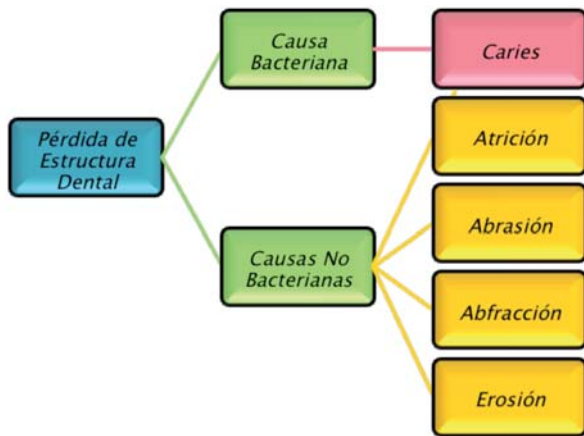 Pérdida de
Estructura
Dental
Causa
Bacteriana
Causas No
Bacterianas
Caries
Atrición
Abrasión
Abfracción
Erosión